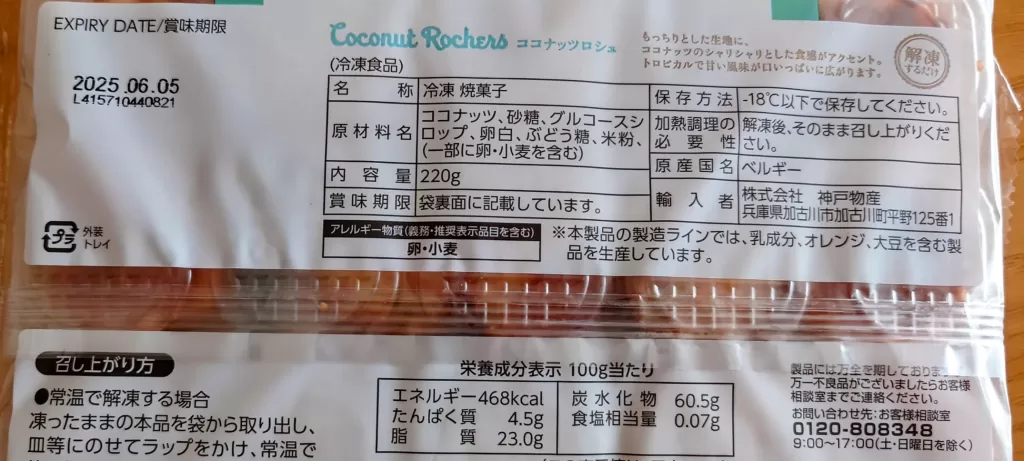 EXPIRY DATE/賞味期限
2025.06.05
L415710440821
外装
トレイ
プラ
Coconut Rochers ココナッツロシェ
(冷凍食品)
もっちりとした生地に、
ココナッツのシャリシャリとした食感がアクセント。
トロピカルで甘い風味が口いっぱいに広がります。
解凍
するだけ
名称 冷凍 焼菓子
原材料名 ココナッツ、砂糖、グルコースシ
ロップ、卵白、ぶどう糖、米粉、
(一部に卵・小麦を含む)
内容量 220g
賞味期限 袋裏面に記載しています。
保存方法 -18℃以下で保存してください。
加熱調理の
必要性 解凍後、そのまま召し上がりくだ
さい。
原産国名 ベルギー
輸入者 株式会社 神戸物産
兵庫県加古川市加古川町平野125番1
アレルギー物質(義務・推奨表示品目を含む)
卵・小麦
※本製品の製造ラインでは、乳成分、オレンジ、大豆を含む製
品を生産しています。
召し上がり方
●常温で解凍する場合
凍ったままの本品を袋から取り出し、
皿等にのせてラップをかけ、常温で
栄養成分表示 100g当たり
エネルギー 468kcal
たんぱく質 4.5g
脂質 23.0g
炭水化物 60.5g
食塩相当量 0.07g
製品には万全を期しておりま
万一不良品がございましたらお客様
相談室までご連絡ください。
お問い合わせ先:お客様相談室
0120-808348
9:00〜17:00(土・日曜日を除く)